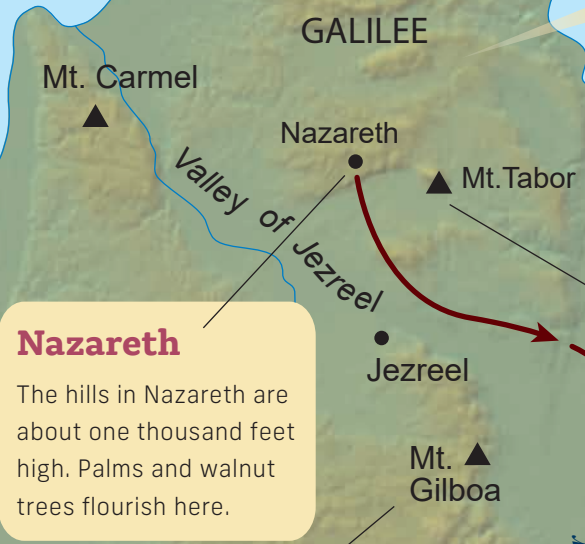 GALILEE
Mt. Carmel
Nazareth
Mt.Tabor
Valley of Jezreel
Jezreel
Mt.
Gilboa
Nazareth
The hills in Nazareth are
about one thousand feet
high. Palms and walnut
trees flourish here.